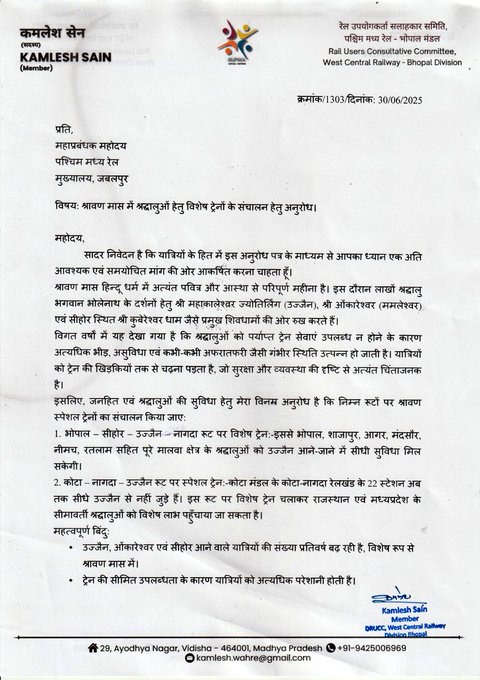 कमलेश सेन
(सदस्य)
KAMLESH SAIN
(Member)
रेल उपयोगकर्ता सलाहकार समिति,
पश्चिम मध्य रेल - भोपाल मंडल
Rail Users Consultative Committee,
West Central Railway - Bhopal Division
क्रमांक/1303/दिनांक: 30/06/2025
प्रति,
महाप्रबंधक महोदय
पश्चिम मध्य रेल
मुख्यालय, जबलपुर
विषय: श्रावण मास में श्रद्धालुओं हेतु विशेष ट्रेनों के संचालन हेतु अनुरोध।
महोदय,
सादर निवेदन है कि यात्रियों के हित में इस अनुरोध पत्र के माध्यम से आपका ध्यान एक अति
आवश्यक एवं समयोचित मांग की ओर आकर्षित करना चाहता हूँ।
श्रावण मास हिन्दू धर्म में अत्यंत पवित्र और आस्था से परिपूर्ण महीना है। इस दौरान लाखों श्रद्धालु
भगवान भोलेनाथ के दर्शनों हेतु श्री महाकालेश्वर ज्योतिर्लिंग (उज्जैन), श्री ओंकारेश्वर (ममलेश्वर)
एवं सीहोर स्थित श्री कुबेरेश्वर धाम जैसे प्रमुख शिवधामों की ओर रुख करते हैं।
विगत वर्षों में यह देखा गया है कि श्रद्धालुओं को पर्याप्त ट्रेन सेवाएं उपलब्ध न होने के कारण
अत्यधिक भीड़, असुविधा एवं कभी-कभी अफरातफरी जैसी गंभीर स्थिति उत्पन्न हो जाती है। यात्रियों
को ट्रेन की खिड़कियों तक से चढ़ना पड़ता है, जो सुरक्षा और व्यवस्था की दृष्टि से अत्यंत चिंताजनक
है।
इसलिए, जनहित एवं श्रद्धालुओं की सुविधा हेतु मेरा विनम्र अनुरोध है कि निम्न रूटों पर श्रावण
स्पेशल ट्रेनों का संचालन किया जाए:
1. भोपाल – सीहोर – उज्जैन – नागदा रूट पर विशेष ट्रेन:-इससे भोपाल, शाजापुर, आगर, मंदसौर,
नीमच, रतलाम सहित पूरे मालवा क्षेत्र के श्रद्धालुओं को उज्जैन आने-जाने में सीधी सुविधा मिल
सकेगी।
2. कोटा – नागदा – उज्जैन रूट पर स्पेशल ट्रेन:-कोटा मंडल के कोटा-नागदा रेलखंड के 22 स्टेशन अब
तक सीधे उज्जैन से नहीं जुड़े हैं। इस रूट पर विशेष ट्रेन चलाकर राजस्थान एवं मध्यप्रदेश के
सीमावर्ती श्रद्धालुओं को विशेष लाभ पहुँचाया जा सकता है।
महत्वपूर्ण बिंदु:
• उज्जैन, ओंकारेश्वर एवं सीहोर आने वाले यात्रियों की संख्या प्रतिवर्ष बढ़ रही है, विशेष रूप से
श्रावण मास में।
• ट्रेन की सीमित उपलब्धता के कारण यात्रियों को अत्यधिक परेशानी होती है।
Kamlesh Sain
Member
DRUCC, West Central Railway
Division Bhopal
29, Ayodhya Nagar, Vidisha - 464001, Madhya Pradesh +91-9425006969
kamlesh.wahre@gmail.com